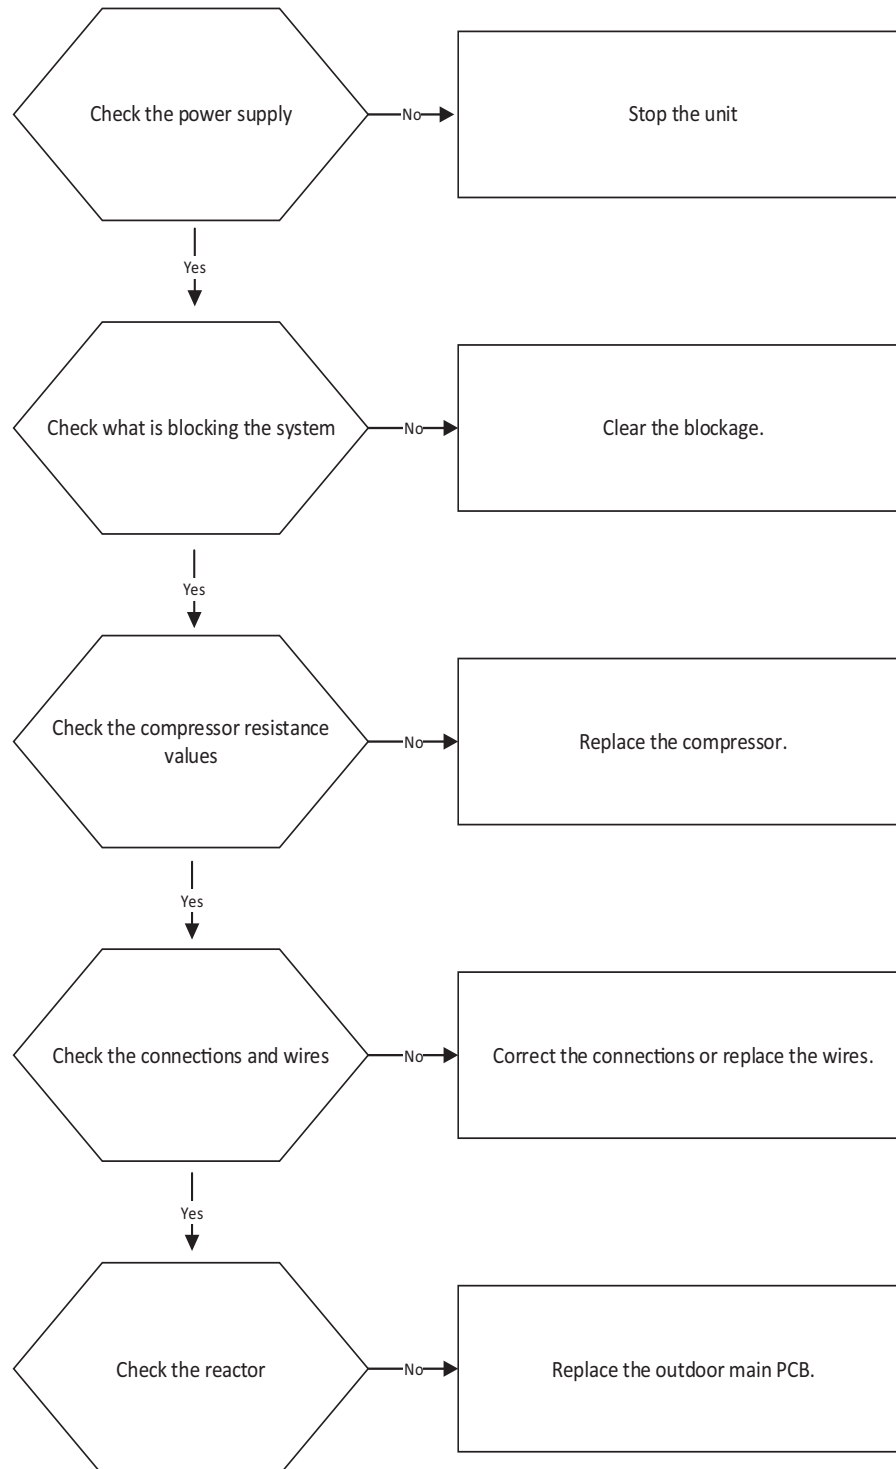 Check the power supply
No
Stop the unit
Yes
Check what is blocking the system
No
Clear the blockage.
Yes
Check the compressor resistance
values
No
Replace the compressor.
Yes
Check the connections and wires
No
Correct the connections or replace the wires.
Yes
Check the reactor
No
Replace the outdoor main PCB.